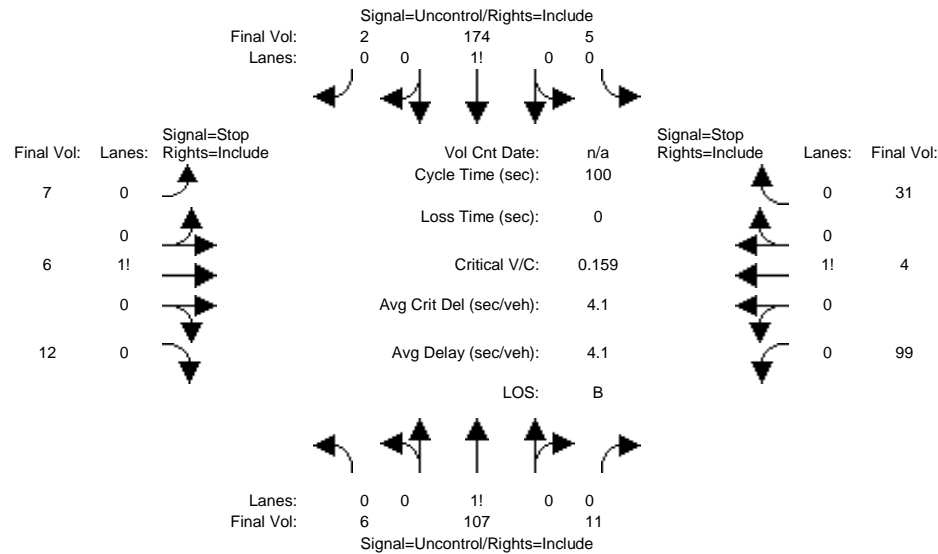 Signal=Uncontrol/Rights=Include
Final Vol: 2 174 5
Lanes: 0 0 1! 0 0
Signal=Stop Signal=Stop
Final Vol: Lanes: Rights=Include Vol Cnt Date: n/a Rights=Include Lanes: Final Vol:
Cycle Time (sec): 100
7 0 0 31
Loss Time (sec): 0
0 0
6 1! Critical V/C: 0.159 1! 4
0 Avg Crit Del (sec/veh): 4.1 0
12 0 Avg Delay (sec/veh): 4.1 0 99
LOS: B
Lanes: 0 0 1! 0 0
Final Vol: 6 107 11
Signal=Uncontrol/Rights=Include